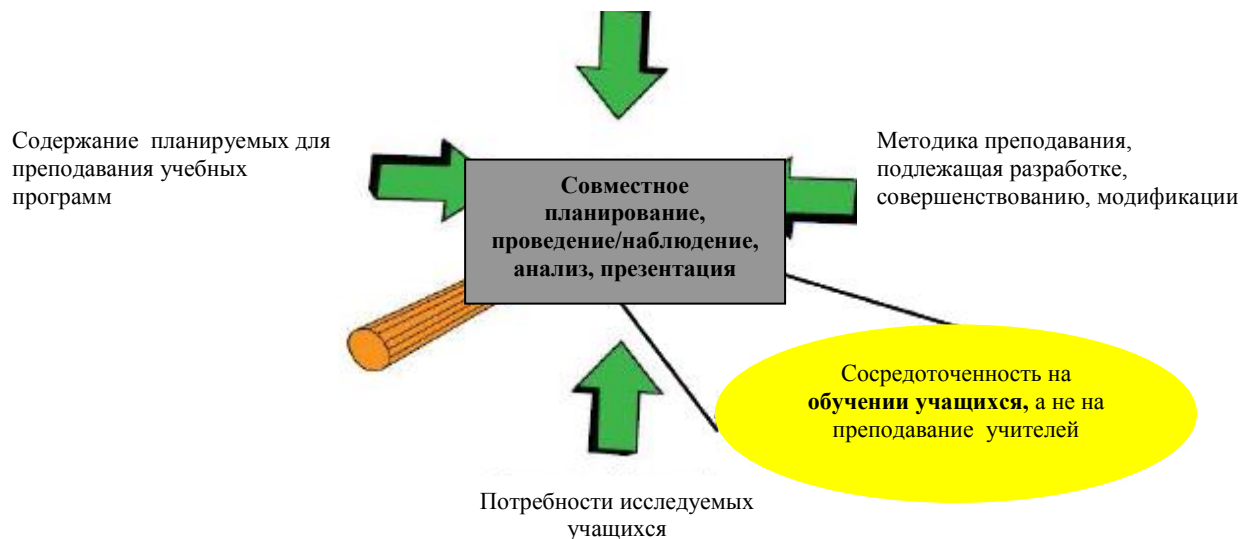 Содержание планируемых для
преподавания учебных
программ
Совместное
планирование,
проведение/наблюдение,
анализ, презентация
Методика преподавания,
подлежащая разработке,
совершенствованию, модификации
Сосредоточенность на
обучении учащихся, а не на
преподавание учителей
Потребности исследуемых
учащихся